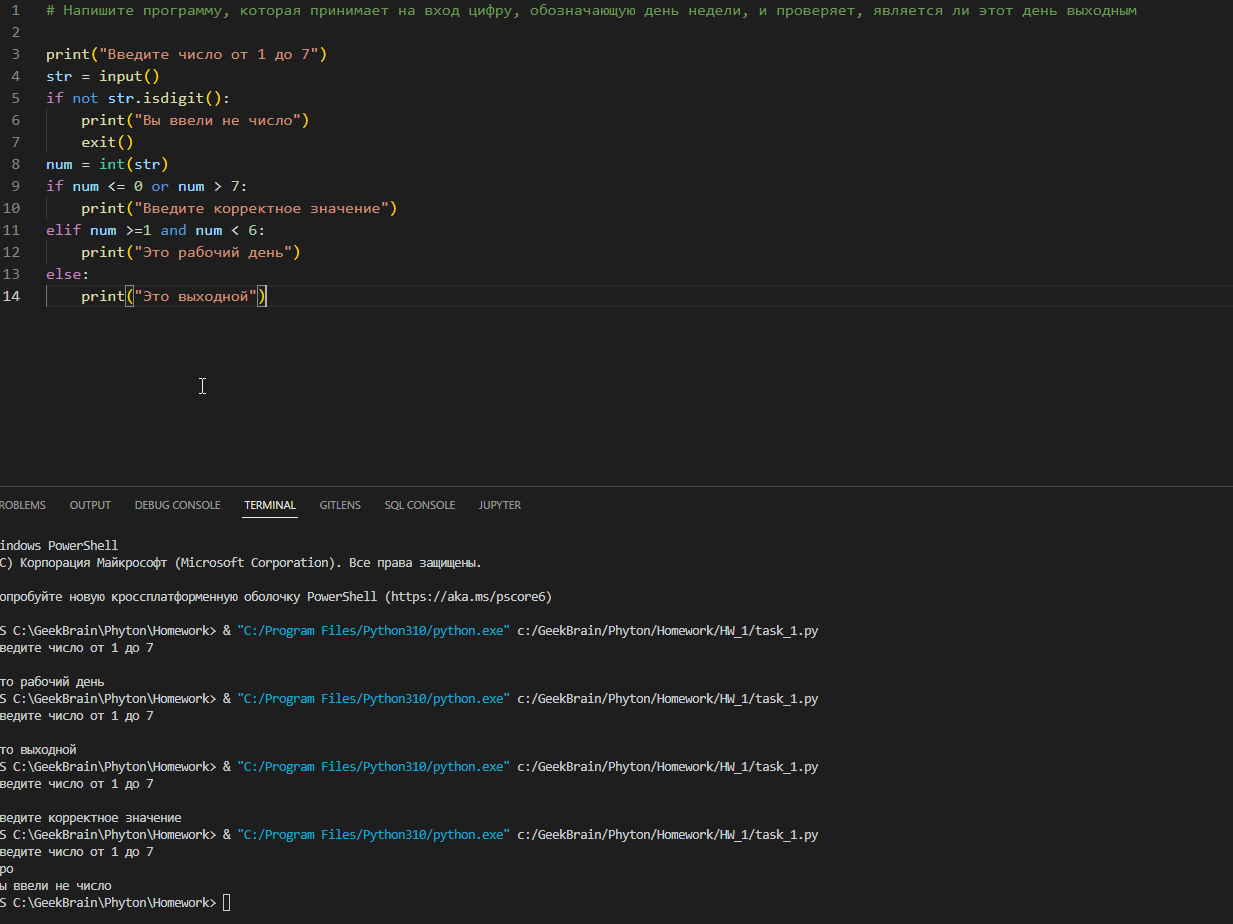 1 # Напишите программу, которая принимает на вход цифру, обозначающую день недели, и проверяет, является ли этот день выходным
2
3 print("Введите число от 1 до 7")
4 str = input()
5 if not str.isdigit():
6     print("Вы ввели не число")
7     exit()
8 num = int(str)
9 if num <= 0 or num > 7:
10     print("Введите корректное значение")
11 elif num >=1 and num < 6:
12     print("Это рабочий день")
13 else:
14     print("Это выходной")
ROBLEMS OUTPUT DEBUG CONSOLE TERMINAL GITLENS SQL CONSOLE JUPYTER
indows PowerShell
C) Корпорация Майкрософт (Microsoft Corporation). Все права защищены.
опробуйте новую кроссплатформенную оболочку PowerShell (https://aka.ms/pscore6)
S C:\GeekBrain\Phyton\Homework> & "C:/Program Files/Python310/python.exe" c:/GeekBrain/Phyton/Homework/HW_1/task_1.py
ведите число от 1 до 7
то рабочий день
S C:\GeekBrain\Phyton\Homework> & "C:/Program Files/Python310/python.exe" c:/GeekBrain/Phyton/Homework/HW_1/task_1.py
ведите число от 1 до 7
то выходной
S C:\GeekBrain\Phyton\Homework> & "C:/Program Files/Python310/python.exe" c:/GeekBrain/Phyton/Homework/HW_1/task_1.py
ведите число от 1 до 7
ведите корректное значение
S C:\GeekBrain\Phyton\Homework> & "C:/Program Files/Python310/python.exe" c:/GeekBrain/Phyton/Homework/HW_1/task_1.py
ведите число от 1 до 7
ро
ы ввели не число
S C:\GeekBrain\Phyton\Homework>